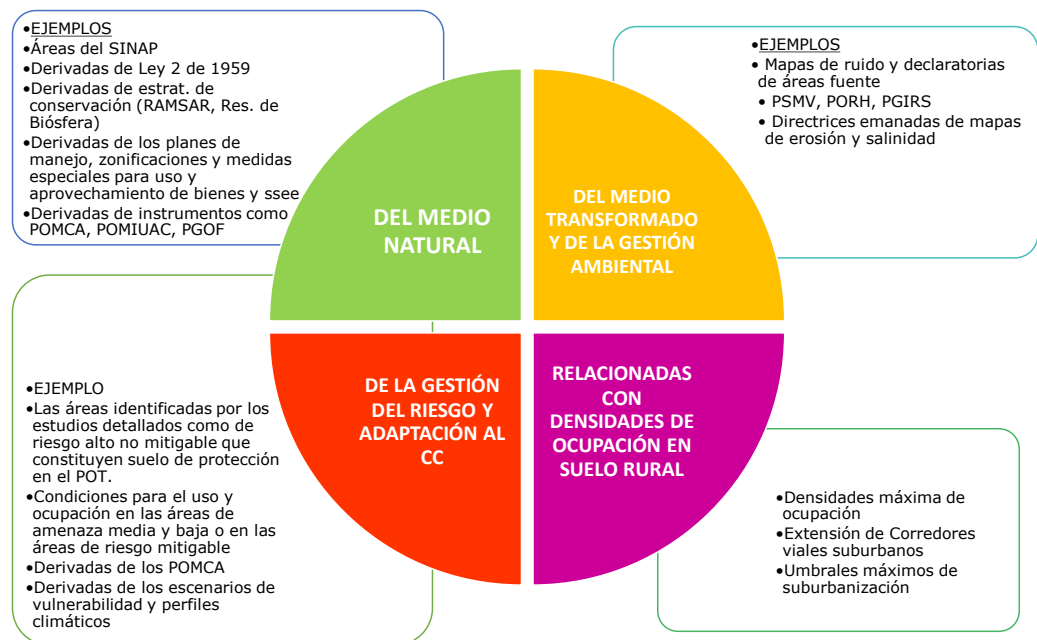 •EJEMPLOS
•Áreas del SINAP
•Derivadas de Ley 2 de 1959
•Derivadas de estrat. de
conservación (RAMSAR, Res. de
Biósfera)
•Derivadas de los planes de
manejo, zonificaciones y medidas
especiales para uso y
aprovechamiento de bienes y ssee
•Derivadas de instrumentos como
POMCA, POMIUAC, PGOF
•EJEMPLOS
• Mapas de ruido y declaratorias
de áreas fuente
• PSMV, PORH, PGIRS
• Directrices emanadas de mapas
de erosión y salinidad
DEL MEDIO
NATURAL
DEL MEDIO
TRANSFORMADO
Y DE LA GESTIÓN
AMBIENTAL
DE LA GESTIÓN
DEL RIESGO Y
ADAPTACIÓN AL
CC
RELACIONADAS
CON
DENSIDADES DE
OCUPACIÓN EN
SUELO RURAL
•EJEMPLO
•Las áreas identificadas por los
estudios detallados como de
riesgo alto no mitigable que
constituyen suelo de protección
en el POT.
•Condiciones para el uso y
ocupación en las áreas de
amenaza media y baja o en las
áreas de riesgo mitigable
•Derivadas de los POMCA
•Derivadas de los escenarios de
vulnerabilidad y perfiles
climáticos
•Densidades máxima de
ocupación
•Extensión de Corredores
viales suburbanos
•Umbrales máximos de
suburbanización